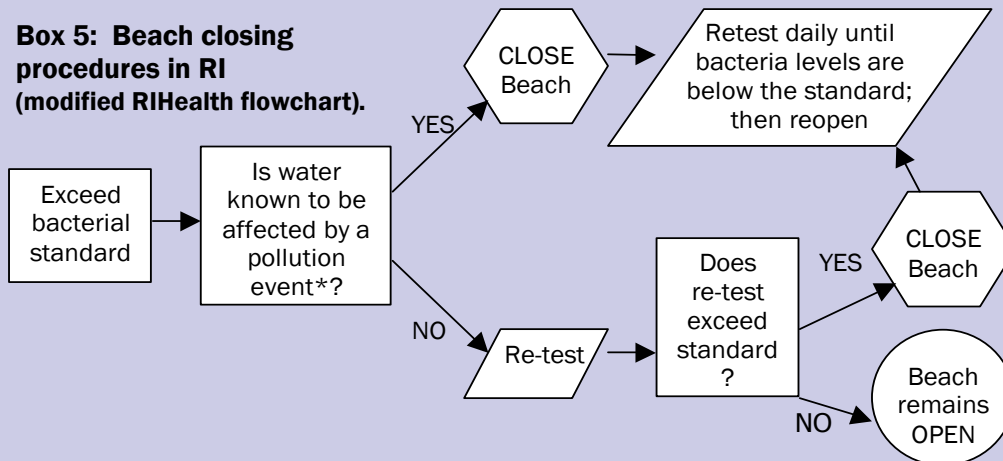 Box 5:  Beach closing
procedures in RI
(modified RIHealth flowchart).
Exceed
bacterial
standard
Is water
known to be
affected by a
pollution
event*?
YES
CLOSE
Beach
Retest daily until
bacteria levels are
below the standard;
then reopen
NO
Re-test
Does
re-test
exceed
standard
?
YES
CLOSE
Beach
NO
Beach
remains
OPEN